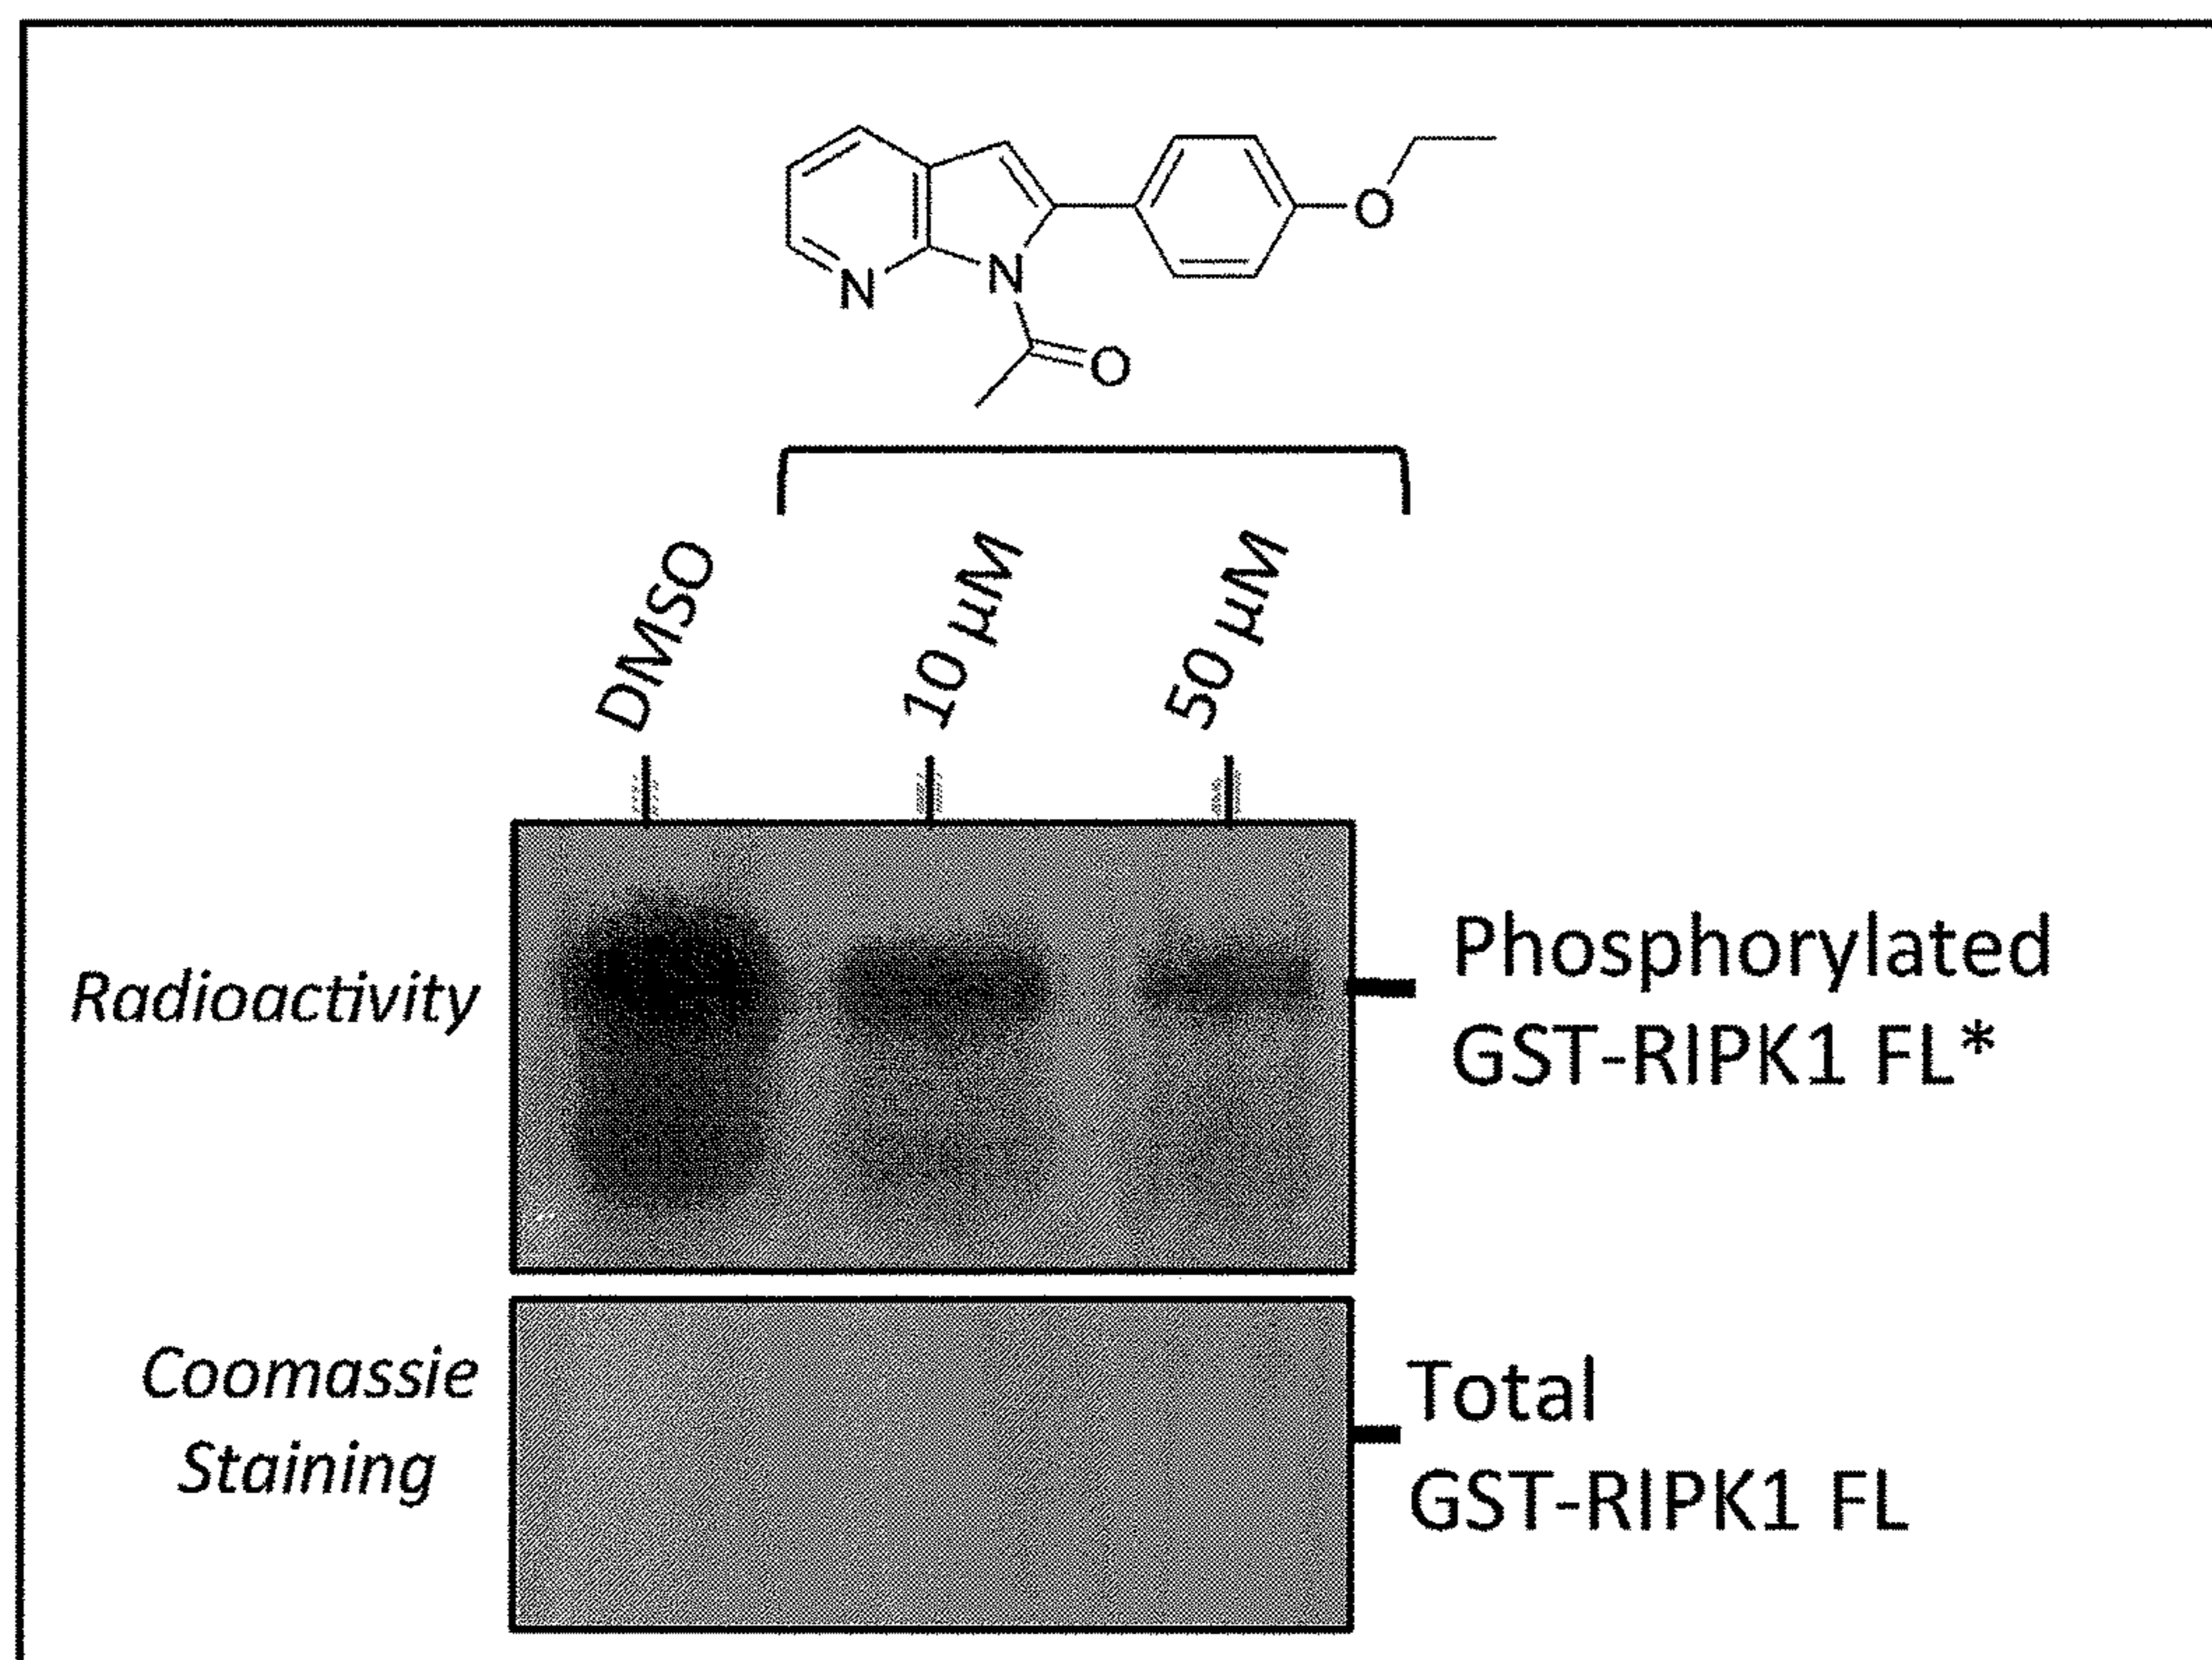 O
N
N
O
DMSO
10 µM
50 µM
Radioactivity
Phosphorylated
GST-RIPK1 FL*
Coomassie
Staining
Total
GST-RIPK1 FL